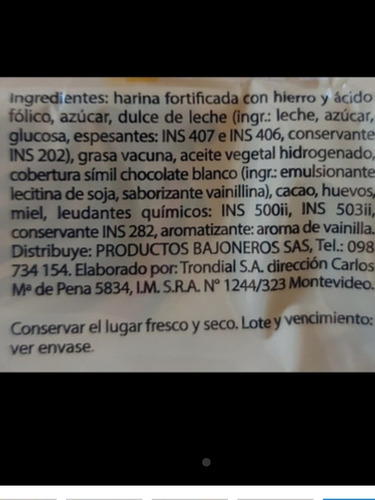 Ingredientes: harina fortificada con hierro y ácido
fólico, azúcar, dulce de leche (ingr.: leche, azúcar,
glucosa, espesantes: INS 407 e INS 406, conservante
INS 202), grasa vacuna, aceite vegetal hidrogenado,
cobertura símil chocolate blanco (ingr.: emulsionante
lecitina de soja, saborizante vainillina), cacao, huevos,
miel, leudantes químicos: INS 500ii, INS 503ii,
conservante INS 282, aromatizante: aroma de vainilla.
Distribuye: PRODUCTOS BAJONEROS SAS, Tel.: 098
734 154. Elaborado por: Trondial S.A. dirección Carlos
Mª de Pena 5834, I.M. S.R.A. Nº 1244/323 Montevideo.
Conservar el lugar fresco y seco. Lote y vencimiento:
ver envase.